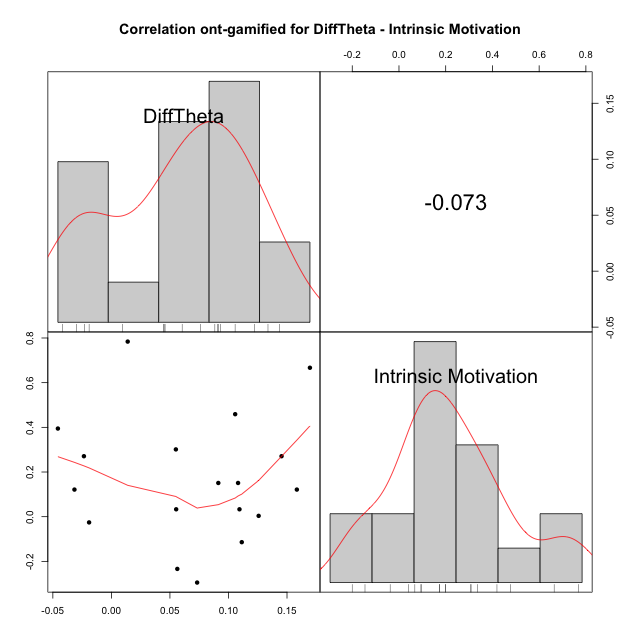 Correlation ont-gamified for DiffTheta - Intrinsic Motivation
-0.2 0.0 0.2 0.4 0.6 0.8
DiffTheta
-0.073
0.15
0.10
0.05
0.00
-0.05
0.8
0.6
0.4
0.2
0.0
-0.2
Intrinsic Motivation
-0.05 0.00 0.05 0.10 0.15